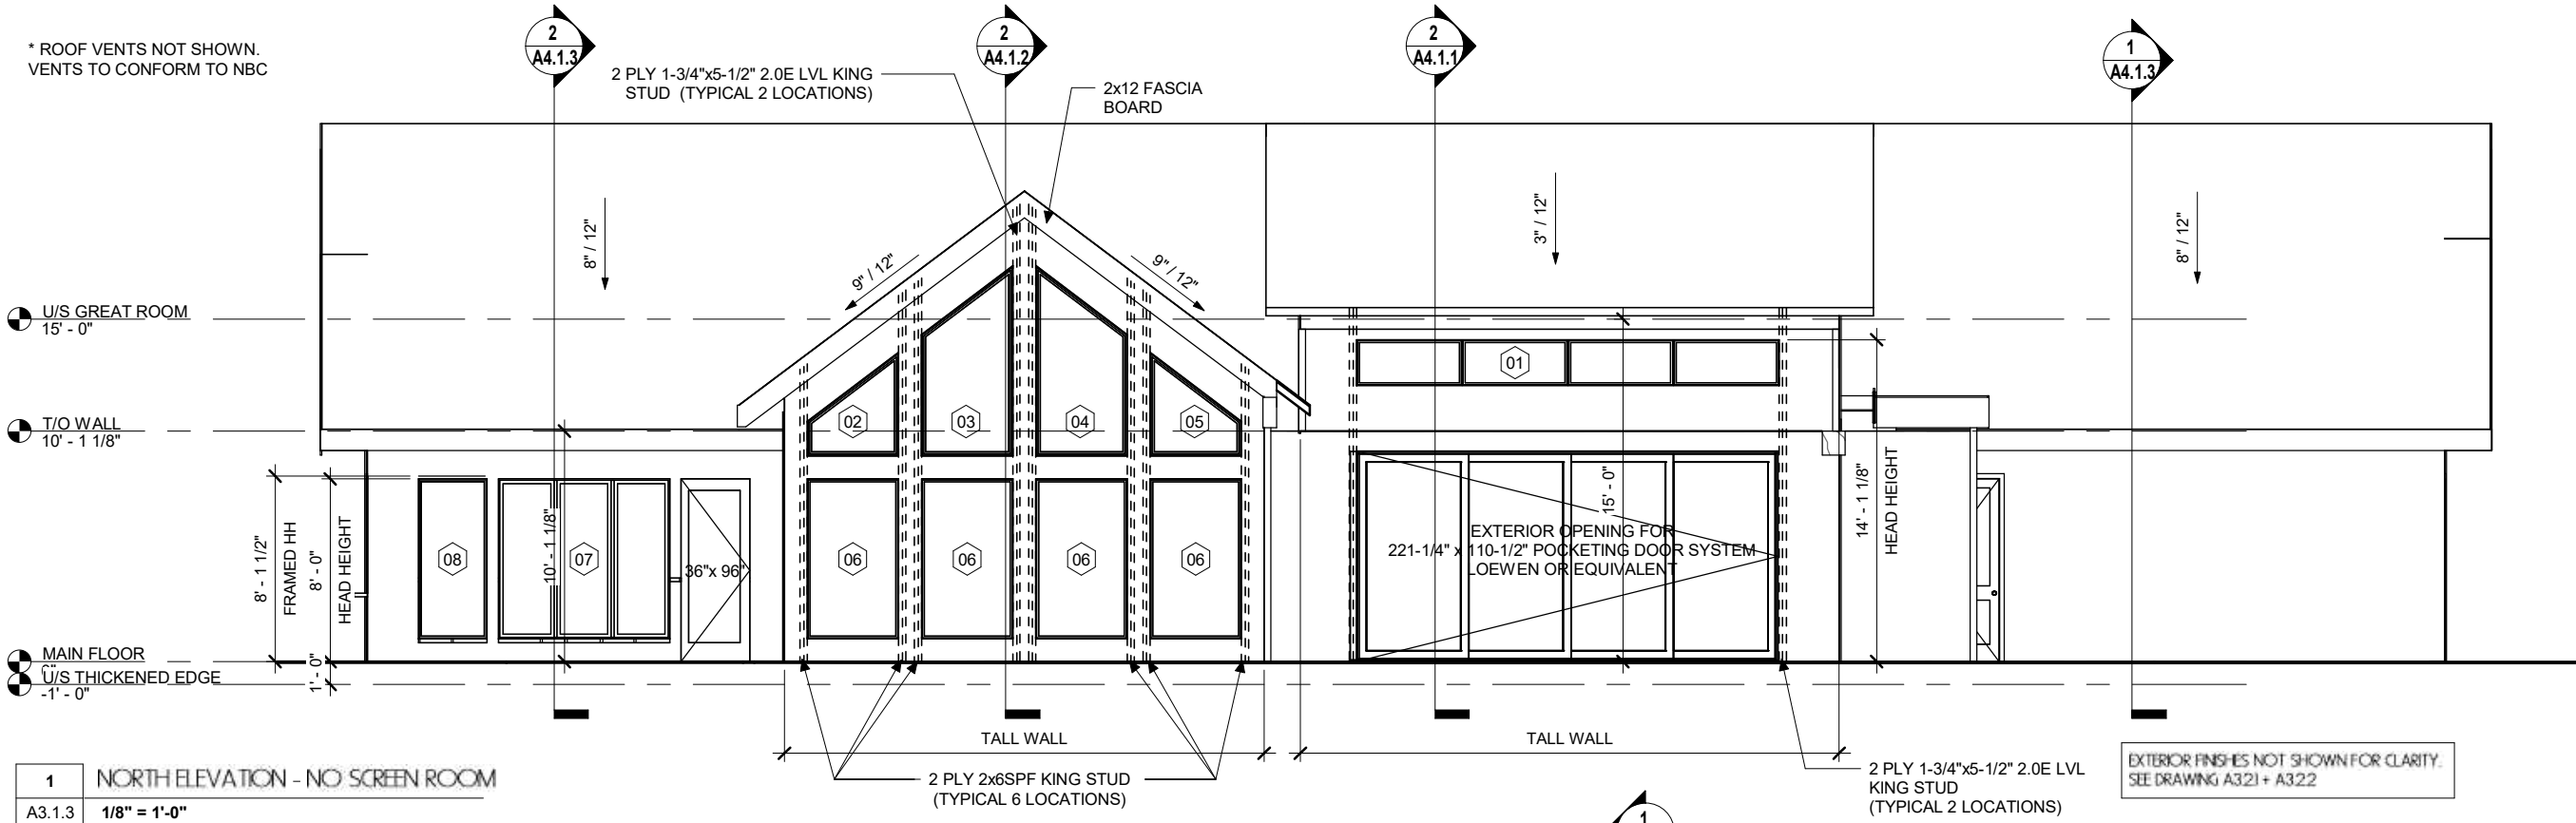 * ROOF VENTS NOT SHOWN.
VENTS TO CONFORM TO NBC
2
A4.1.3
2
A4.1.2
2
A4.1.1
1
A4.1.3
2 PLY 1-3/4"x5-1/2" 2.0E LVL KING
STUD (TYPICAL 2 LOCATIONS)
2x12 FASCIA
BOARD
8" / 12"
9" / 12"
9" / 12"
3" / 12"
8" / 12"
U/S GREAT ROOM
15' - 0"
T/O WALL
10' - 1 1/8"
MAIN FLOOR
U/S THICKENED EDGE
-1' - 0"
01
02
03
04
05
8' - 1 1/2"
FRAMED HH
8' - 0"
HEAD HEIGHT
1' - 0"
08
10' - 1 1/8"
07
36"x 96"
06
06
06
06
15' - 0"
EXTERIOR OPENING FOR
221-1/4" x 110-1/2" POCKETING DOOR SYSTEM
LOEWEN OR EQUIVALENT
14' - 1 1/8"
HEAD HEIGHT
TALL WALL
TALL WALL
2 PLY 2x6SPF KING STUD
(TYPICAL 6 LOCATIONS)
2 PLY 1-3/4"x5-1/2" 2.0E LVL
KING STUD
(TYPICAL 2 LOCATIONS)
EXTERIOR FINISHES NOT SHOWN FOR CLARITY.
SEE DRAWING A3.2.1 + A3.2.2
1
NORTH ELEVATION - NO SCREEN ROOM
A3.1.3
1/8" = 1'-0"
1